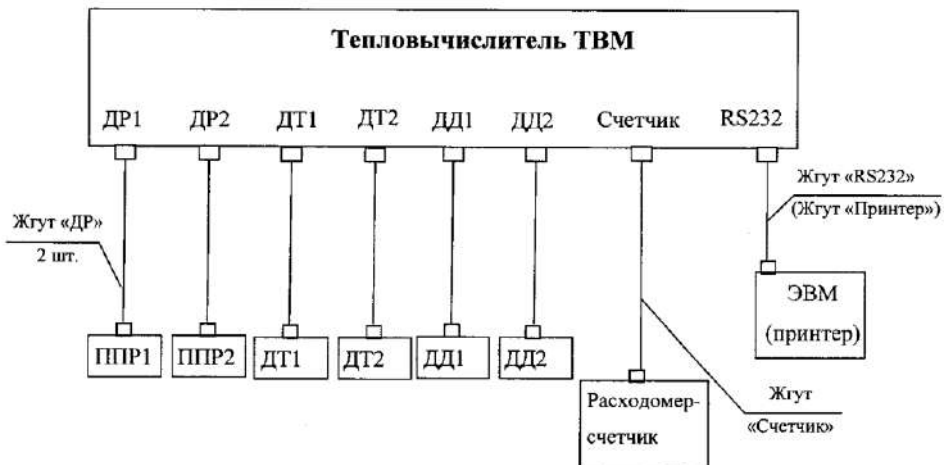 Тепловычислитель ТВМ
ДР1 ДР2 ДТ1 ДТ2 ДД1 ДД2 Счетчик RS232
Жгут «RS232»
(Жгут «Принтер»)
Жгут «ДР»
2 шт.
ЭВМ
(принтер)
ППР1 ППР2 ДТ1 ДТ2 ДД1 ДД2
Расходомер-
счетчик
Жгут
«Счетчик»